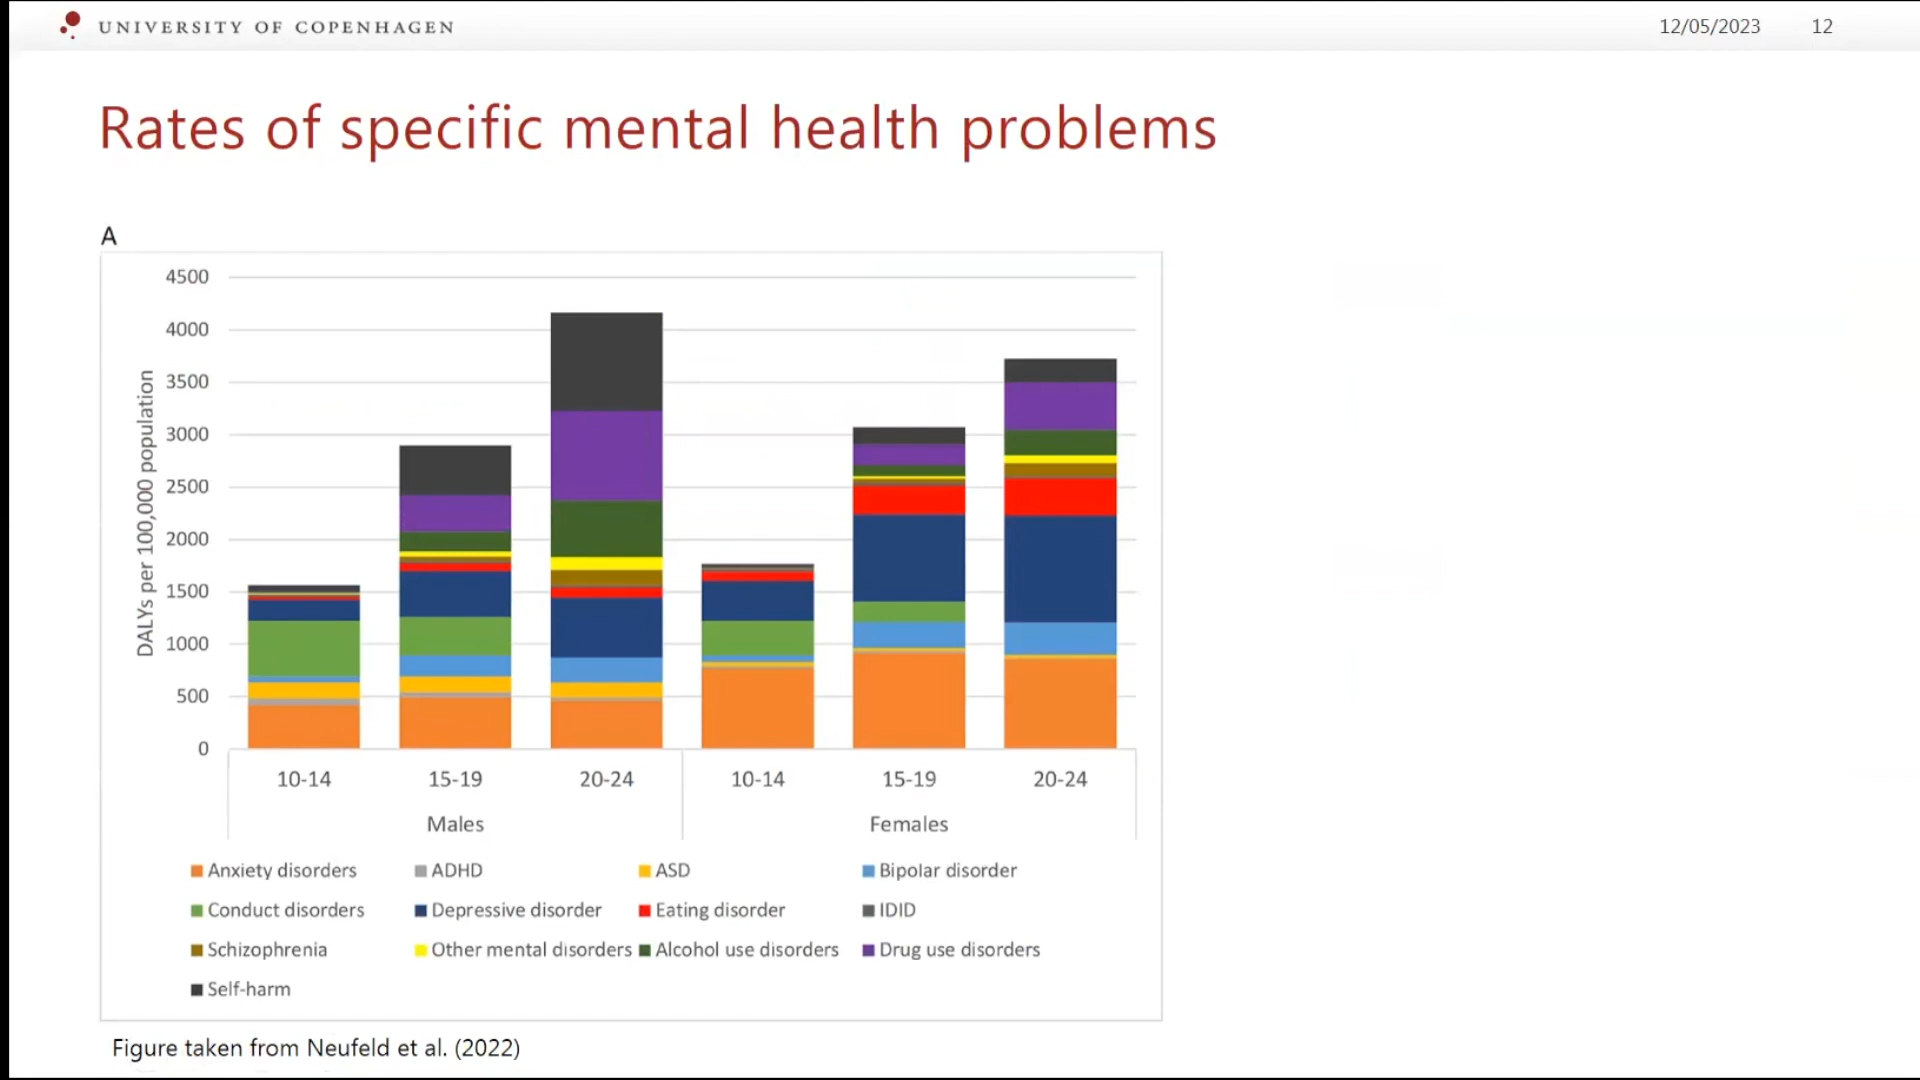 UNIVERSITY OF COPENHAGEN
12/05/2023 12
Rates of specific mental health problems
A
DALYs per 100,000 population
4500
4000
3500
3000
2500
2000
1500
1000
500
0
10-14 15-19 20-24 10-14 15-19 20-24
Males Females
Anxiety disorders ADHD ASD Bipolar disorder
Conduct disorders Depressive disorder Eating disorder IDID
Schizophrenia Other mental disorders Alcohol use disorders Drug use disorders
Self-harm
Figure taken from Neufeld et al. (2022)